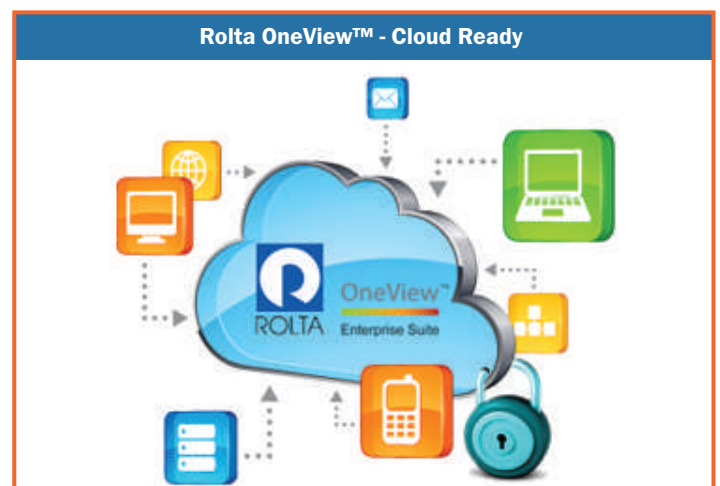 Rolta OneView™ - Cloud Ready
OneView™
ROLTA
Enterprise Suite